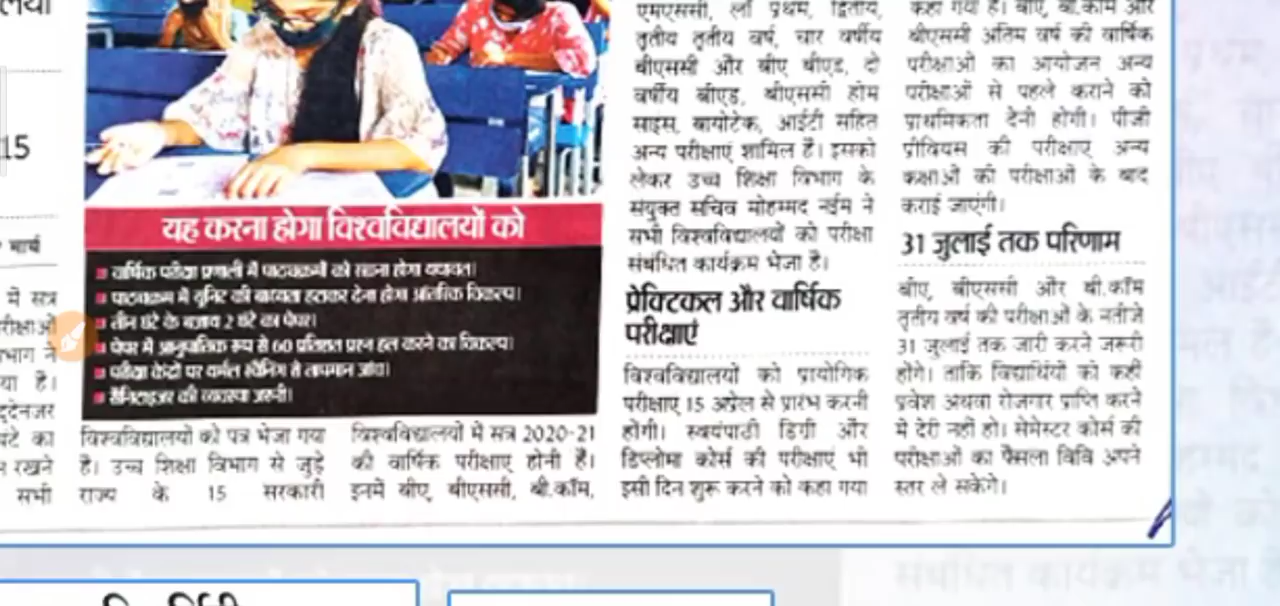 15
मार्च
में सत्र
परीक्षाओं
या है।
घंटे का
रखने
सभी
यह करना होगा विश्वविद्यालयों को
वार्षिक परीक्षा प्रणाली में पाठ्यक्रमों को रखना होगा यथावत।
पाठ्यक्रम में यूनिट की बाध्यता हटाकर देना होगा आंतरिक विकल्प।
तीन घंटे के बजाय 2 घंटे का पेपर।
पेपर में आनुपातिक रूप से 60 प्रतिशत प्रश्न हल करने का विकल्प।
परीक्षा केंद्रों पर थर्मल स्कैनिंग से तापमान जांच।
सैनिटाइजर की व्यवस्था जरूरी।
विश्वविद्यालयों को पत्र भेजा गया
है। उच्च शिक्षा विभाग से जुड़े
राज्य के 15 सरकारी
विश्वविद्यालयों में सत्र 2020-21
की वार्षिक परीक्षाएं होनी है।
इनमें बीए, बीएससी, बी.कॉम,
एमएससी, लॉ प्रथम, द्वितीय,
तृतीय तृतीय वर्ष, चार वर्षीय
बीएससी और बीए बीएड, दो
वर्षीय बीएड, बीएससी होम
साइंस, बायोटेक, आईटी सहित
अन्य परीक्षाएं शामिल है। इसको
लेकर उच्च शिक्षा विभाग के
संयुक्त सचिव मोहम्मद नईम ने
सभी विश्वविद्यालयों को परीक्षा
संबंधित कार्यक्रम भेजा है।
प्रेक्टिकल और वार्षिक
परीक्षाएं
विश्वविद्यालयों को प्रायोगिक
परीक्षाएं 15 अप्रेल से प्रारंभ करनी
होंगी। स्वयंपाठी डिग्री और
डिप्लोमा कोर्स की परीक्षाएं भी
इसी दिन शुरू करने को कहा गया
कहा गया है। बीए, बी.कॉम और
बीएससी अंतिम वर्ष की वार्षिक
परीक्षाओं का आयोजन अन्य
परीक्षाओं से पहले कराने को
प्राथमिकता देनी होगी। पीजी
प्रीवियस की परीक्षाएं अन्य
कक्षाओं की परीक्षाओं के बाद
कराई जाएंगी।
31 जुलाई तक परिणाम
बीए, बीएससी और बी.कॉम
तृतीय वर्ष की परीक्षाओं के नतीजे
31 जुलाई तक जारी करने जरूरी
होंगे। ताकि विद्यार्थियों को कहीं
प्रवेश अथवा रोजगार प्राप्ति करने
में देरी नहीं हो। सेमेस्टर कोर्स की
परीक्षाओं का फैसला विवि अपने
स्तर ले सकेंगे।